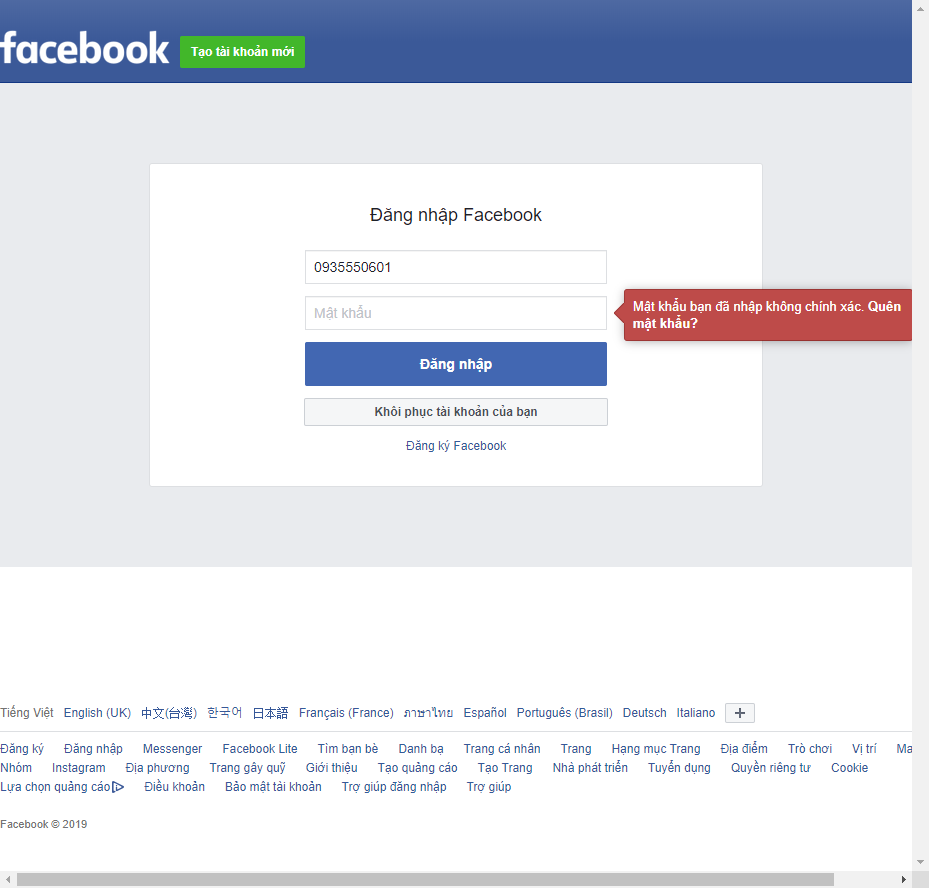 facebook
Tạo tài khoản mới
Đăng nhập Facebook
0935550601
Mật khẩu
Mật khẩu bạn đã nhập không chính xác. Quên
mật khẩu?
Đăng nhập
Khôi phục tài khoản của bạn
Đăng ký Facebook
Tiếng Việt English (UK) 中文(台灣) 한국어 日本語 Français (France) ภาษาไทย Español Português (Brasil) Deutsch Italiano
Đăng ký Đăng nhập Messenger Facebook Lite Tìm bạn bè Danh bạ Trang cá nhân Trang Hạng mục Trang Địa điểm Trò chơi Vị trí Ma
Nhóm Instagram Địa phương Trang gây quỹ Giới thiệu Tạo quảng cáo Tạo Trang Nhà phát triển Tuyển dụng Quyền riêng tư Cookie
Lựa chọn quảng cáo Điều khoản Bảo mật tài khoản Trợ giúp đăng nhập Trợ giúp
Facebook © 2019